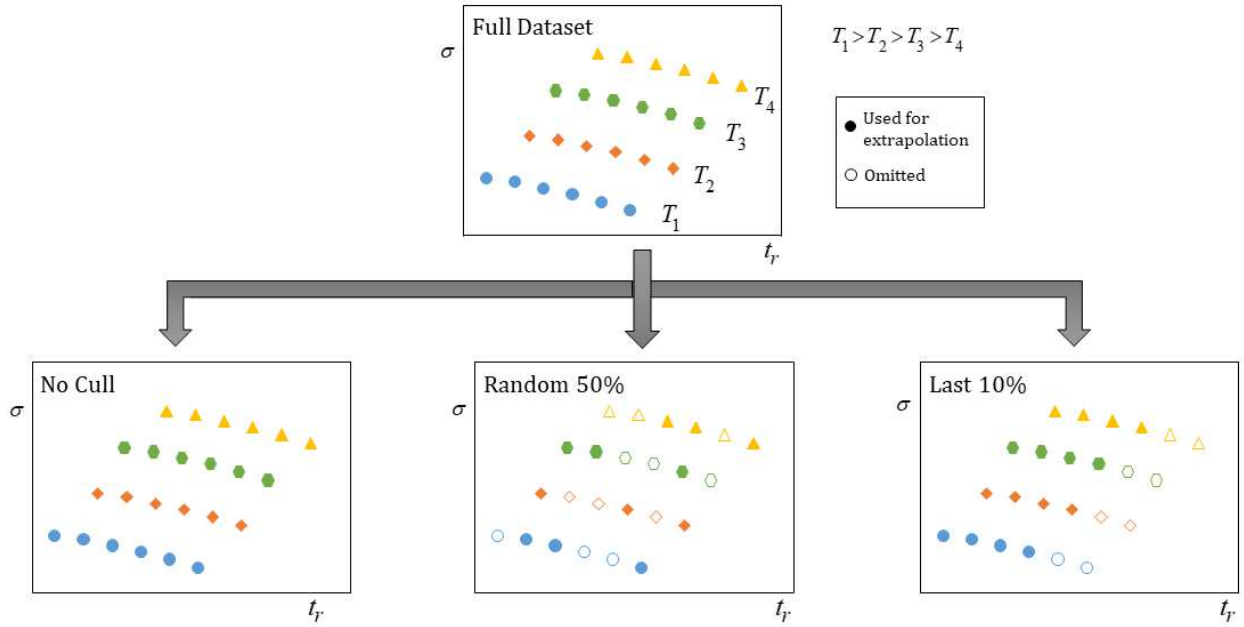 Full Dataset
σ
T₄
T₃
T₂
T₁
tᵣ
T₁ > T₂ > T₃ > T₄
Used for
extrapolation
Omitted
No Cull
σ
tᵣ
Random 50%
σ
tᵣ
Last 10%
σ
tᵣ